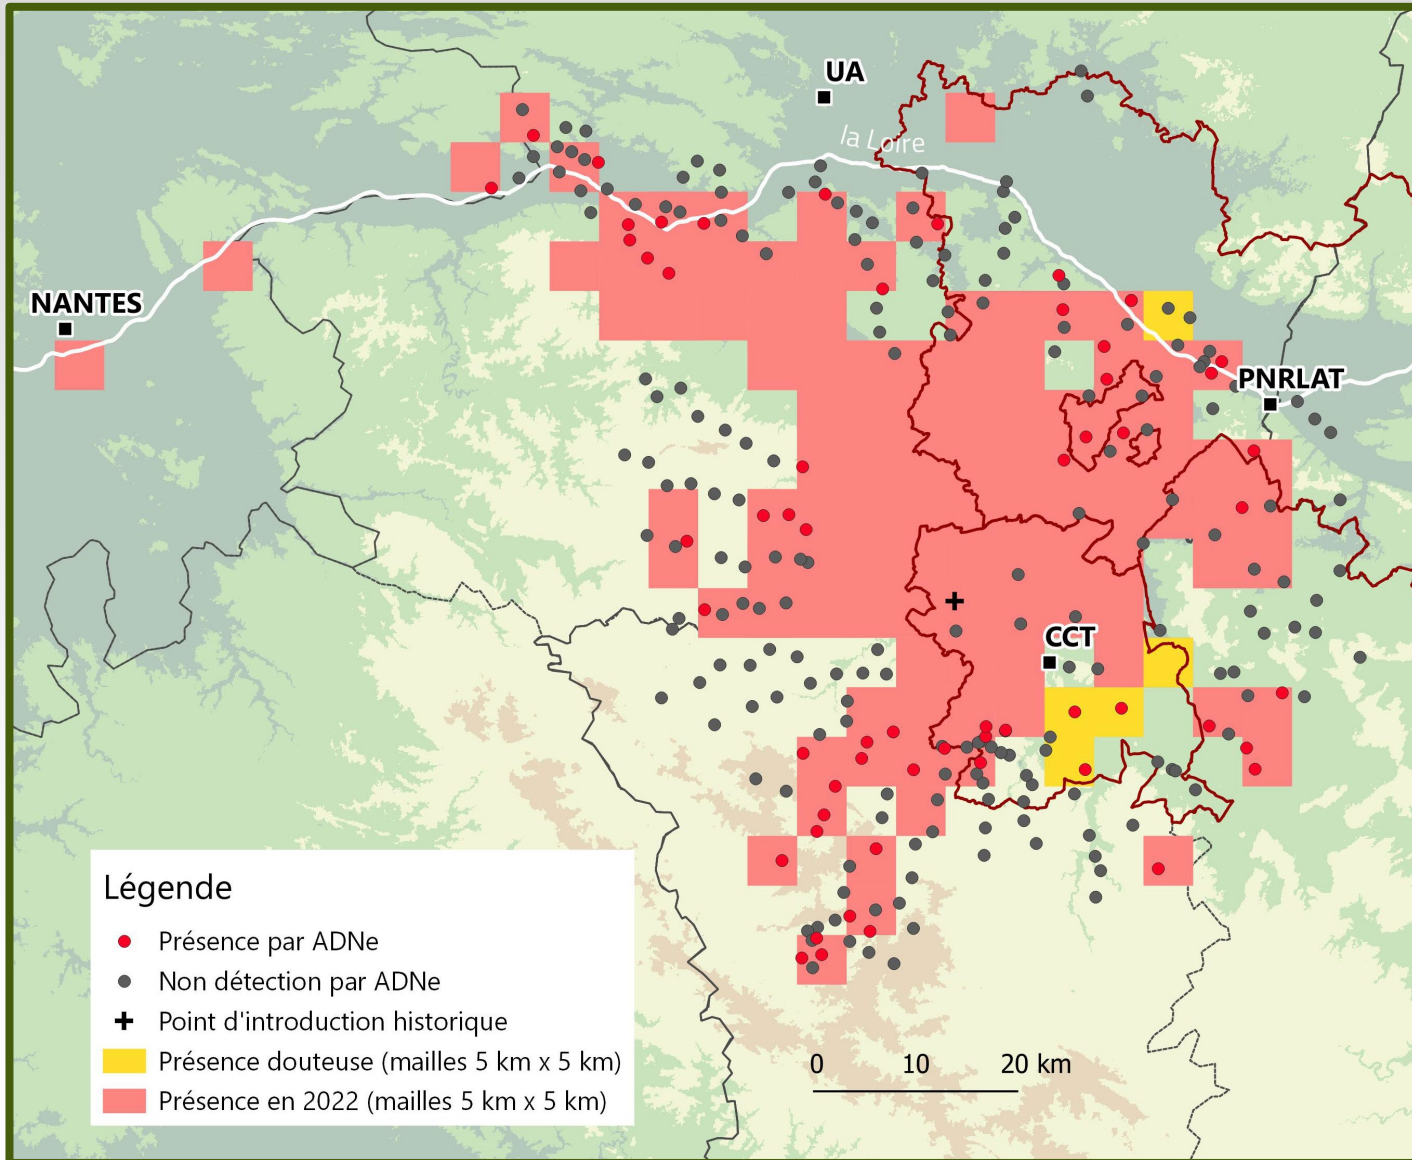 UA
la Loire
NANTES
PNRLAT
CCT
Légende
Présence par ADNe
Non détection par ADNe
Point d'introduction historique
Présence douteuse (mailles 5 km x 5 km)
Présence en 2022 (mailles 5 km x 5 km)
0 10 20 km